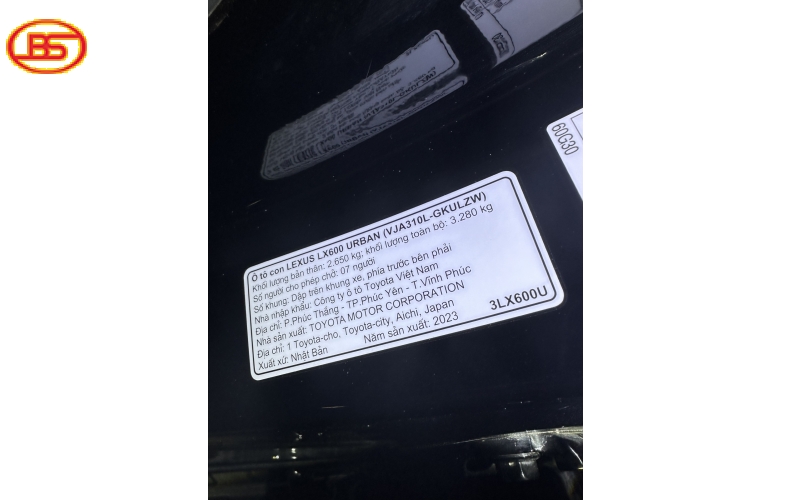 BS
60G30
Ô tô con LEXUS LX600 URBAN (VJA310L-GKULZW)
Khối lượng bản thân: 2.650 kg; khối lượng toàn bộ: 3.280 kg
Số người cho phép chở: 07 người
Số khung: Dập trên khung xe, phía trước bên phải
Nhà nhập khẩu: Công ty ô tô Toyota Việt Nam
Địa chỉ: P.Phúc Thắng - TP.Phúc Yên - T.Vĩnh Phúc
Nhà sản xuất: TOYOTA MOTOR CORPORATION
Địa chỉ: 1 Toyota-cho, Toyota-city, Aichi, Japan
Xuất xứ: Nhật Bản Năm sản xuất: 2023
3LX600U